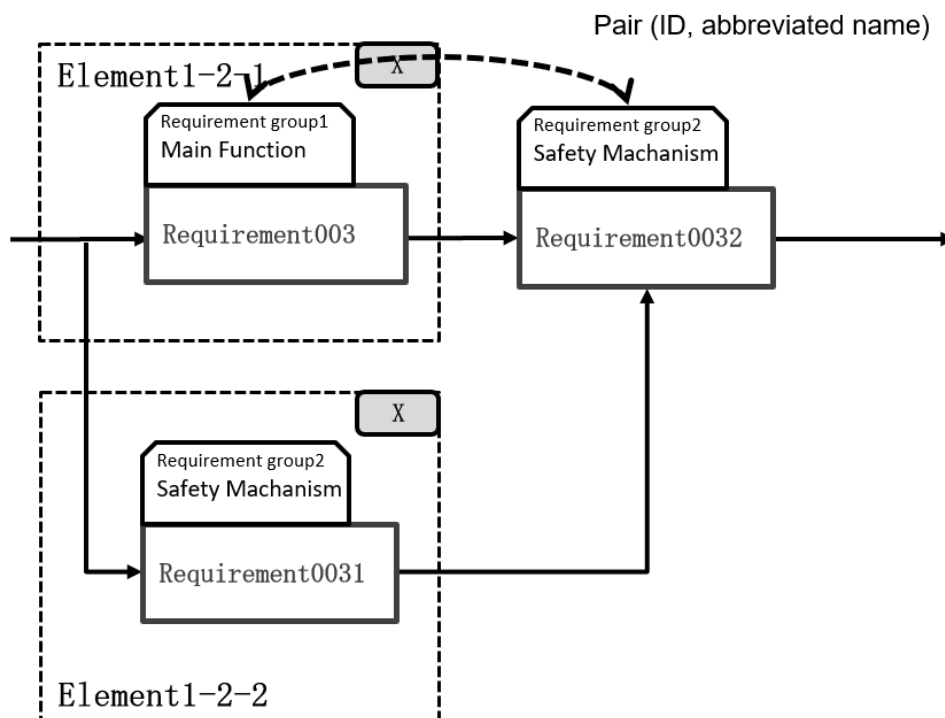 Pair (ID, abbreviated name)
Element1-2-1
X
Requirement group1
Main Function
Requirement003
Requirement group2
Safety Machanism
Requirement0032
X
Requirement group2
Safety Machanism
Requirement0031
Element1-2-2